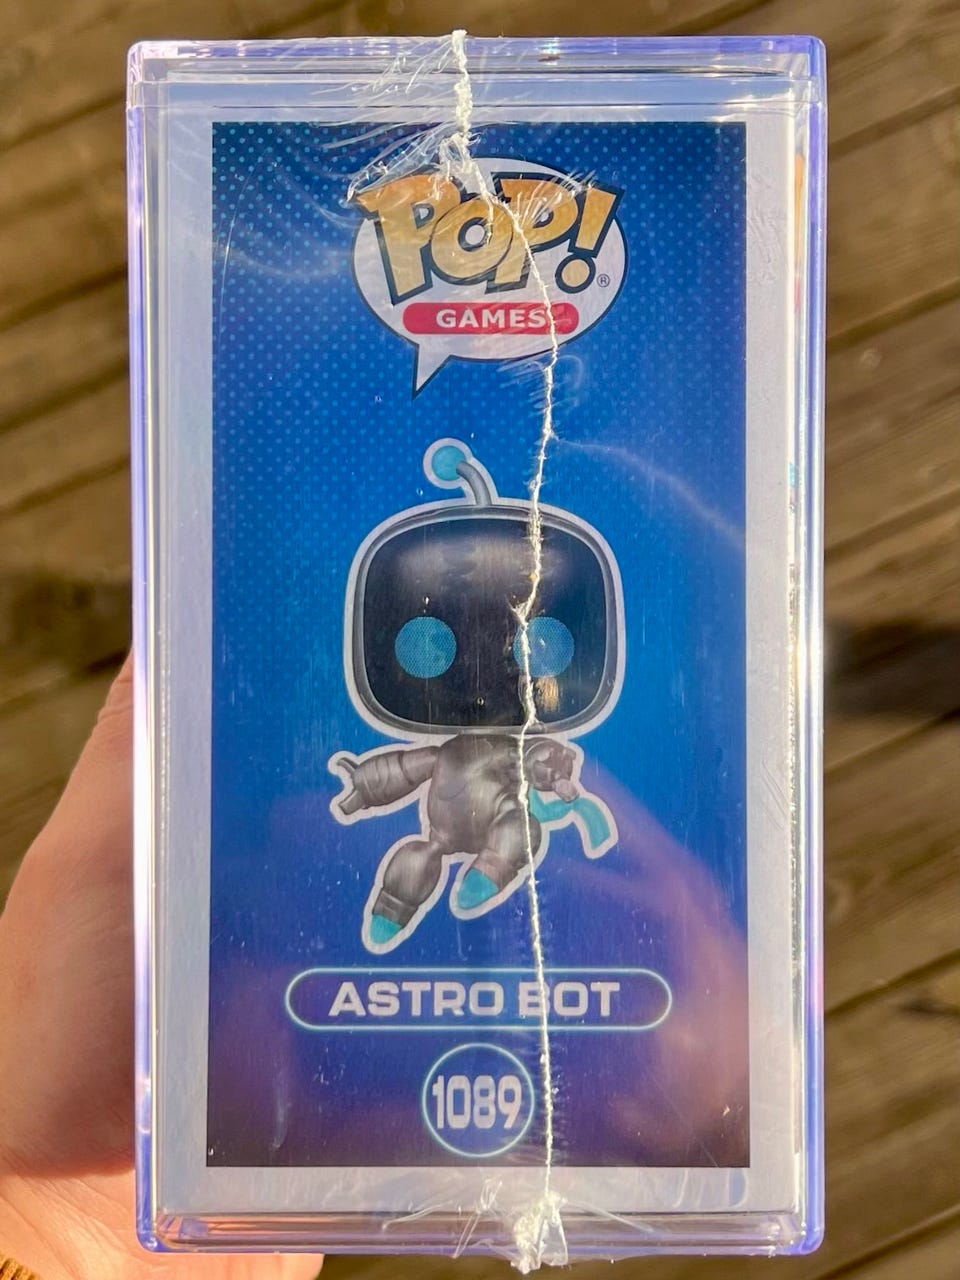 POP!
®
GAMES
ASTRO BOT
1089